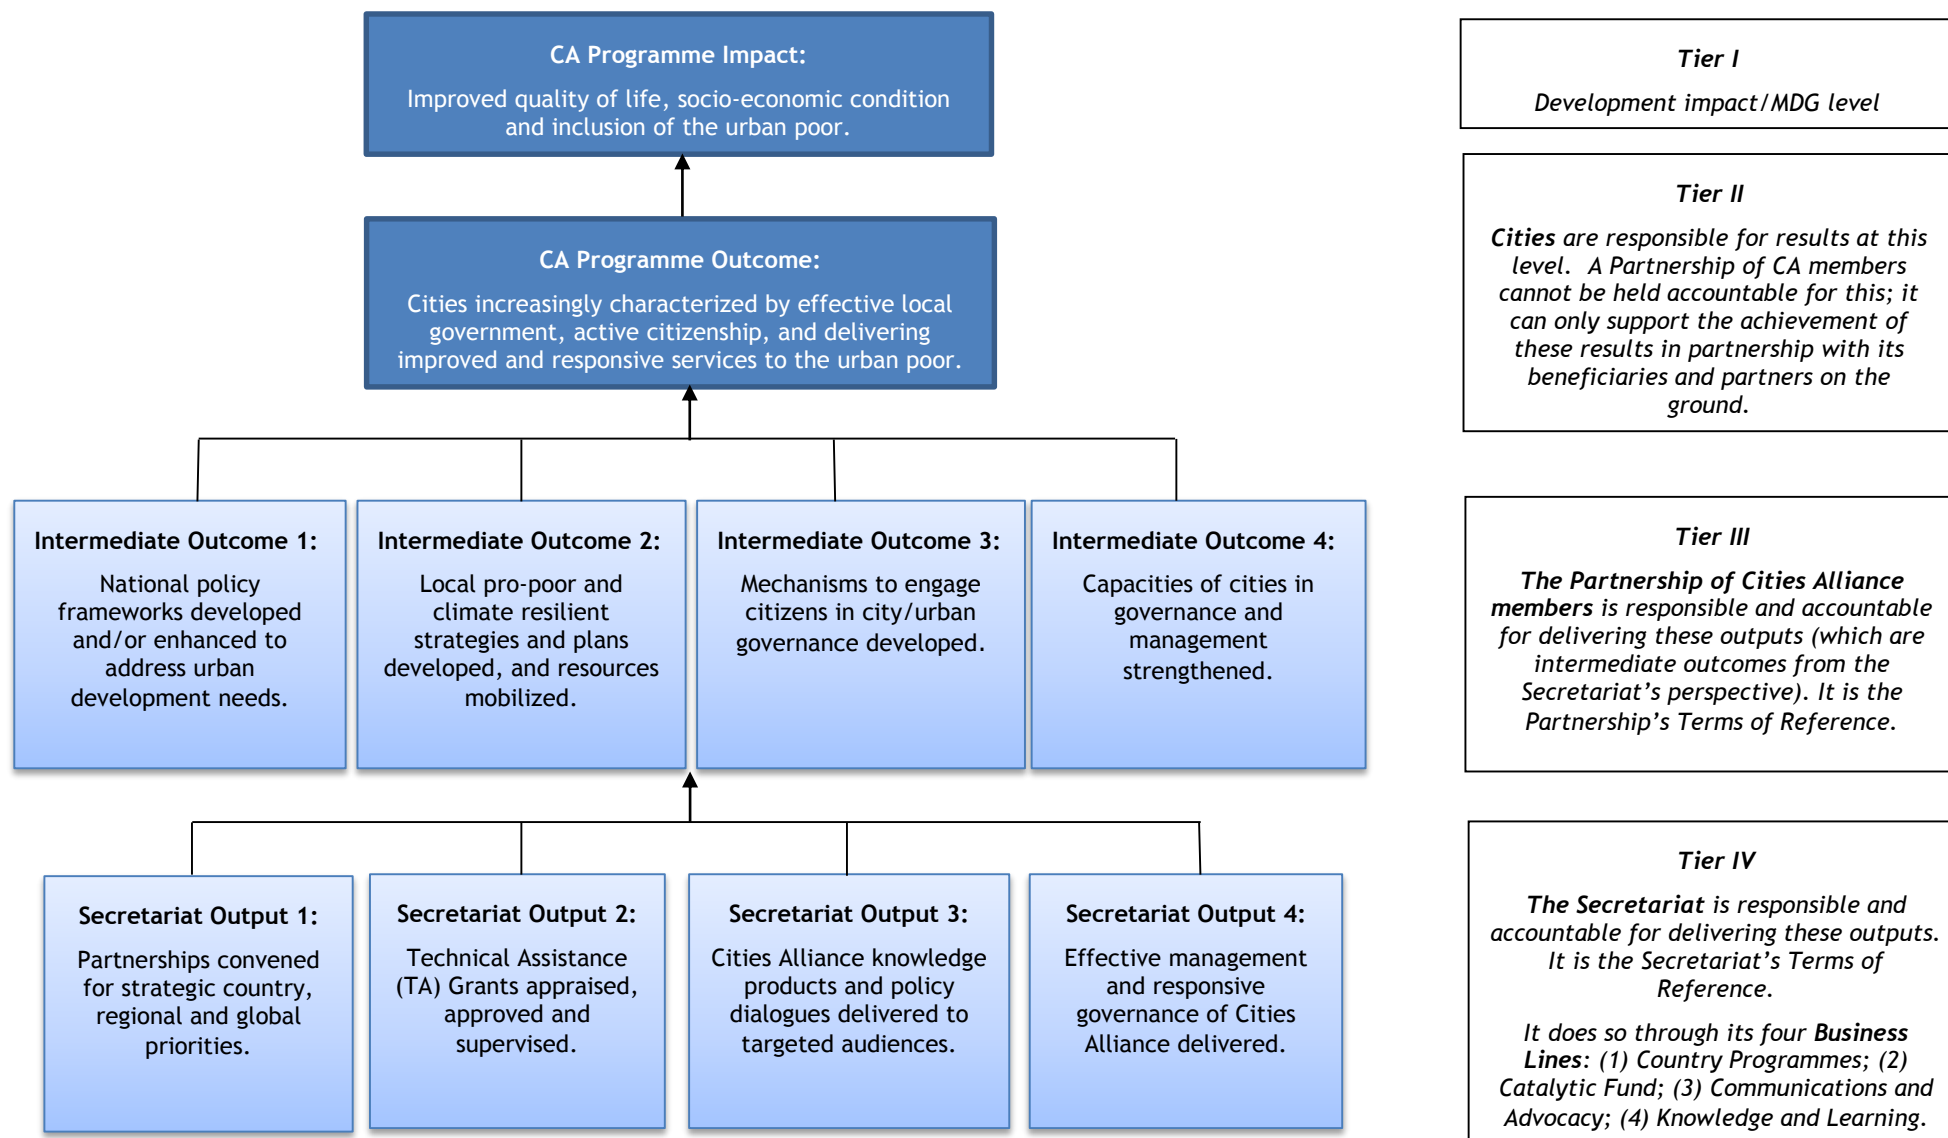 CA Programme Impact:
Improved quality of life, socio-economic condition
and inclusion of the urban poor.
Tier I
Development impact/MDG level
CA Programme Outcome:
Cities increasingly characterized by effective local
government, active citizenship, and delivering
improved and responsive services to the urban poor.
Tier II
Cities are responsible for results at this
level.  A Partnership of CA members
cannot be held accountable for this; it
can only support the achievement of
these results in partnership with its
beneficiaries and partners on the
ground.
Intermediate Outcome 1:
National policy
frameworks developed
and/or enhanced to
address urban
development needs.
Intermediate Outcome 2:
Local pro-poor and
climate resilient
strategies and plans
developed, and resources
mobilized.
Intermediate Outcome 3:
Mechanisms to engage
citizens in city/urban
governance developed.
Intermediate Outcome 4:
Capacities of cities in
governance and
management
strengthened.
Tier III
The Partnership of Cities Alliance
members is responsible and accountable
for delivering these outputs (which are
intermediate outcomes from the
Secretariat’s perspective). It is the
Partnership’s Terms of Reference.
Secretariat Output 1:
Partnerships convened
for strategic country,
regional and global
priorities.
Secretariat Output 2:
Technical Assistance
(TA) Grants appraised,
approved and
supervised.
Secretariat Output 3:
Cities Alliance knowledge
products and policy
dialogues delivered to
targeted audiences.
Secretariat Output 4:
Effective management
and responsive
governance of Cities
Alliance delivered.
Tier IV
The Secretariat is responsible and
accountable for delivering these outputs.
It is the Secretariat’s Terms of
Reference.
It does so through its four Business
Lines: (1) Country Programmes; (2)
Catalytic Fund; (3) Communications and
Advocacy; (4) Knowledge and Learning.